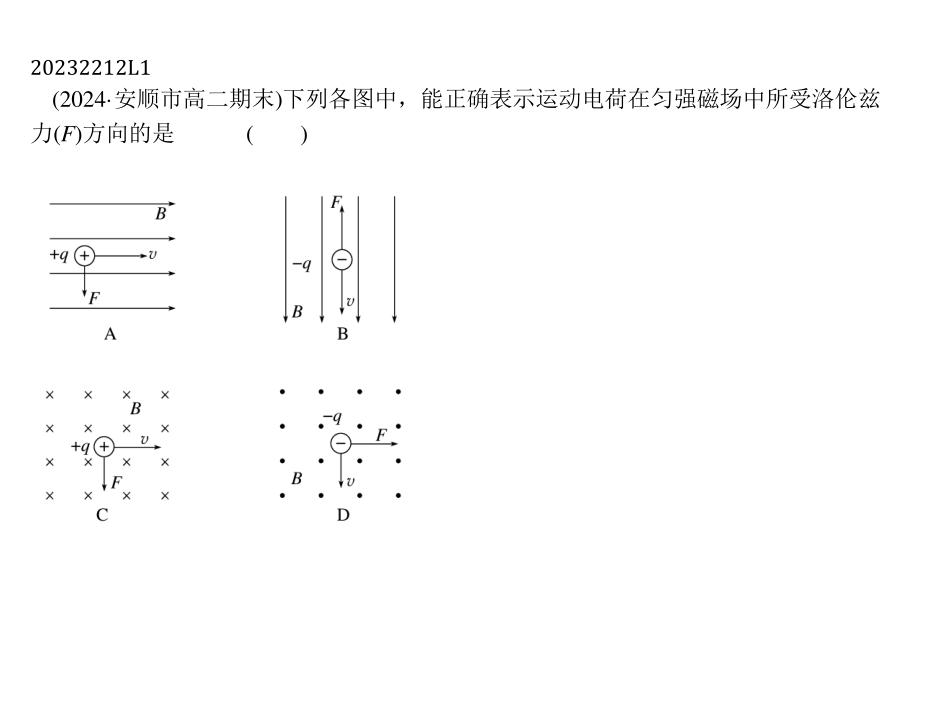 20232212L1
(2024·安顺市高二期末)下列各图中，能正确表示运动电荷在匀强磁场中所受洛伦兹
力(F)方向的是 ( )
B
+q + v
F
A
F
−q −
v
B
B
B
+q + v
F
C
−q
− F
B v
D